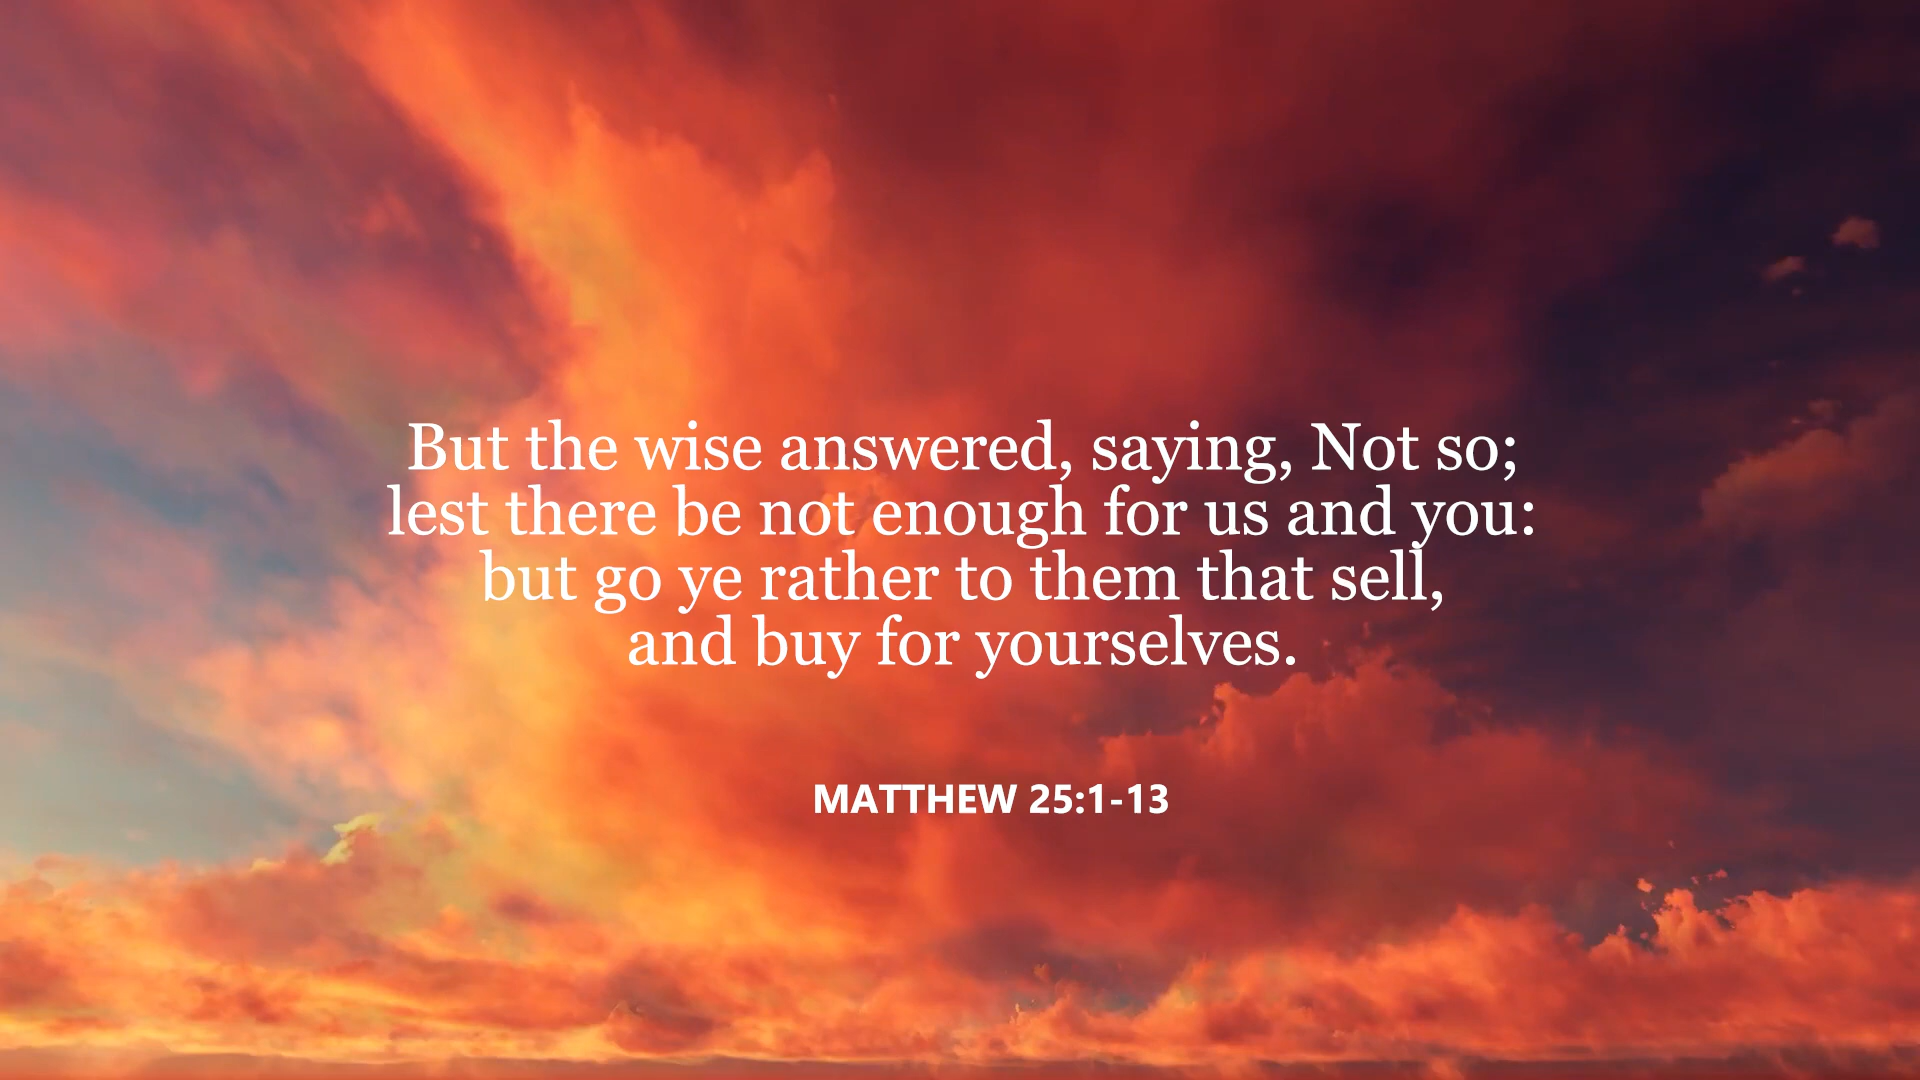 But the wise answered, saying, Not so;
lest there be not enough for us and you:
but go ye rather to them that sell,
and buy for yourselves.
MATTHEW 25:1-13